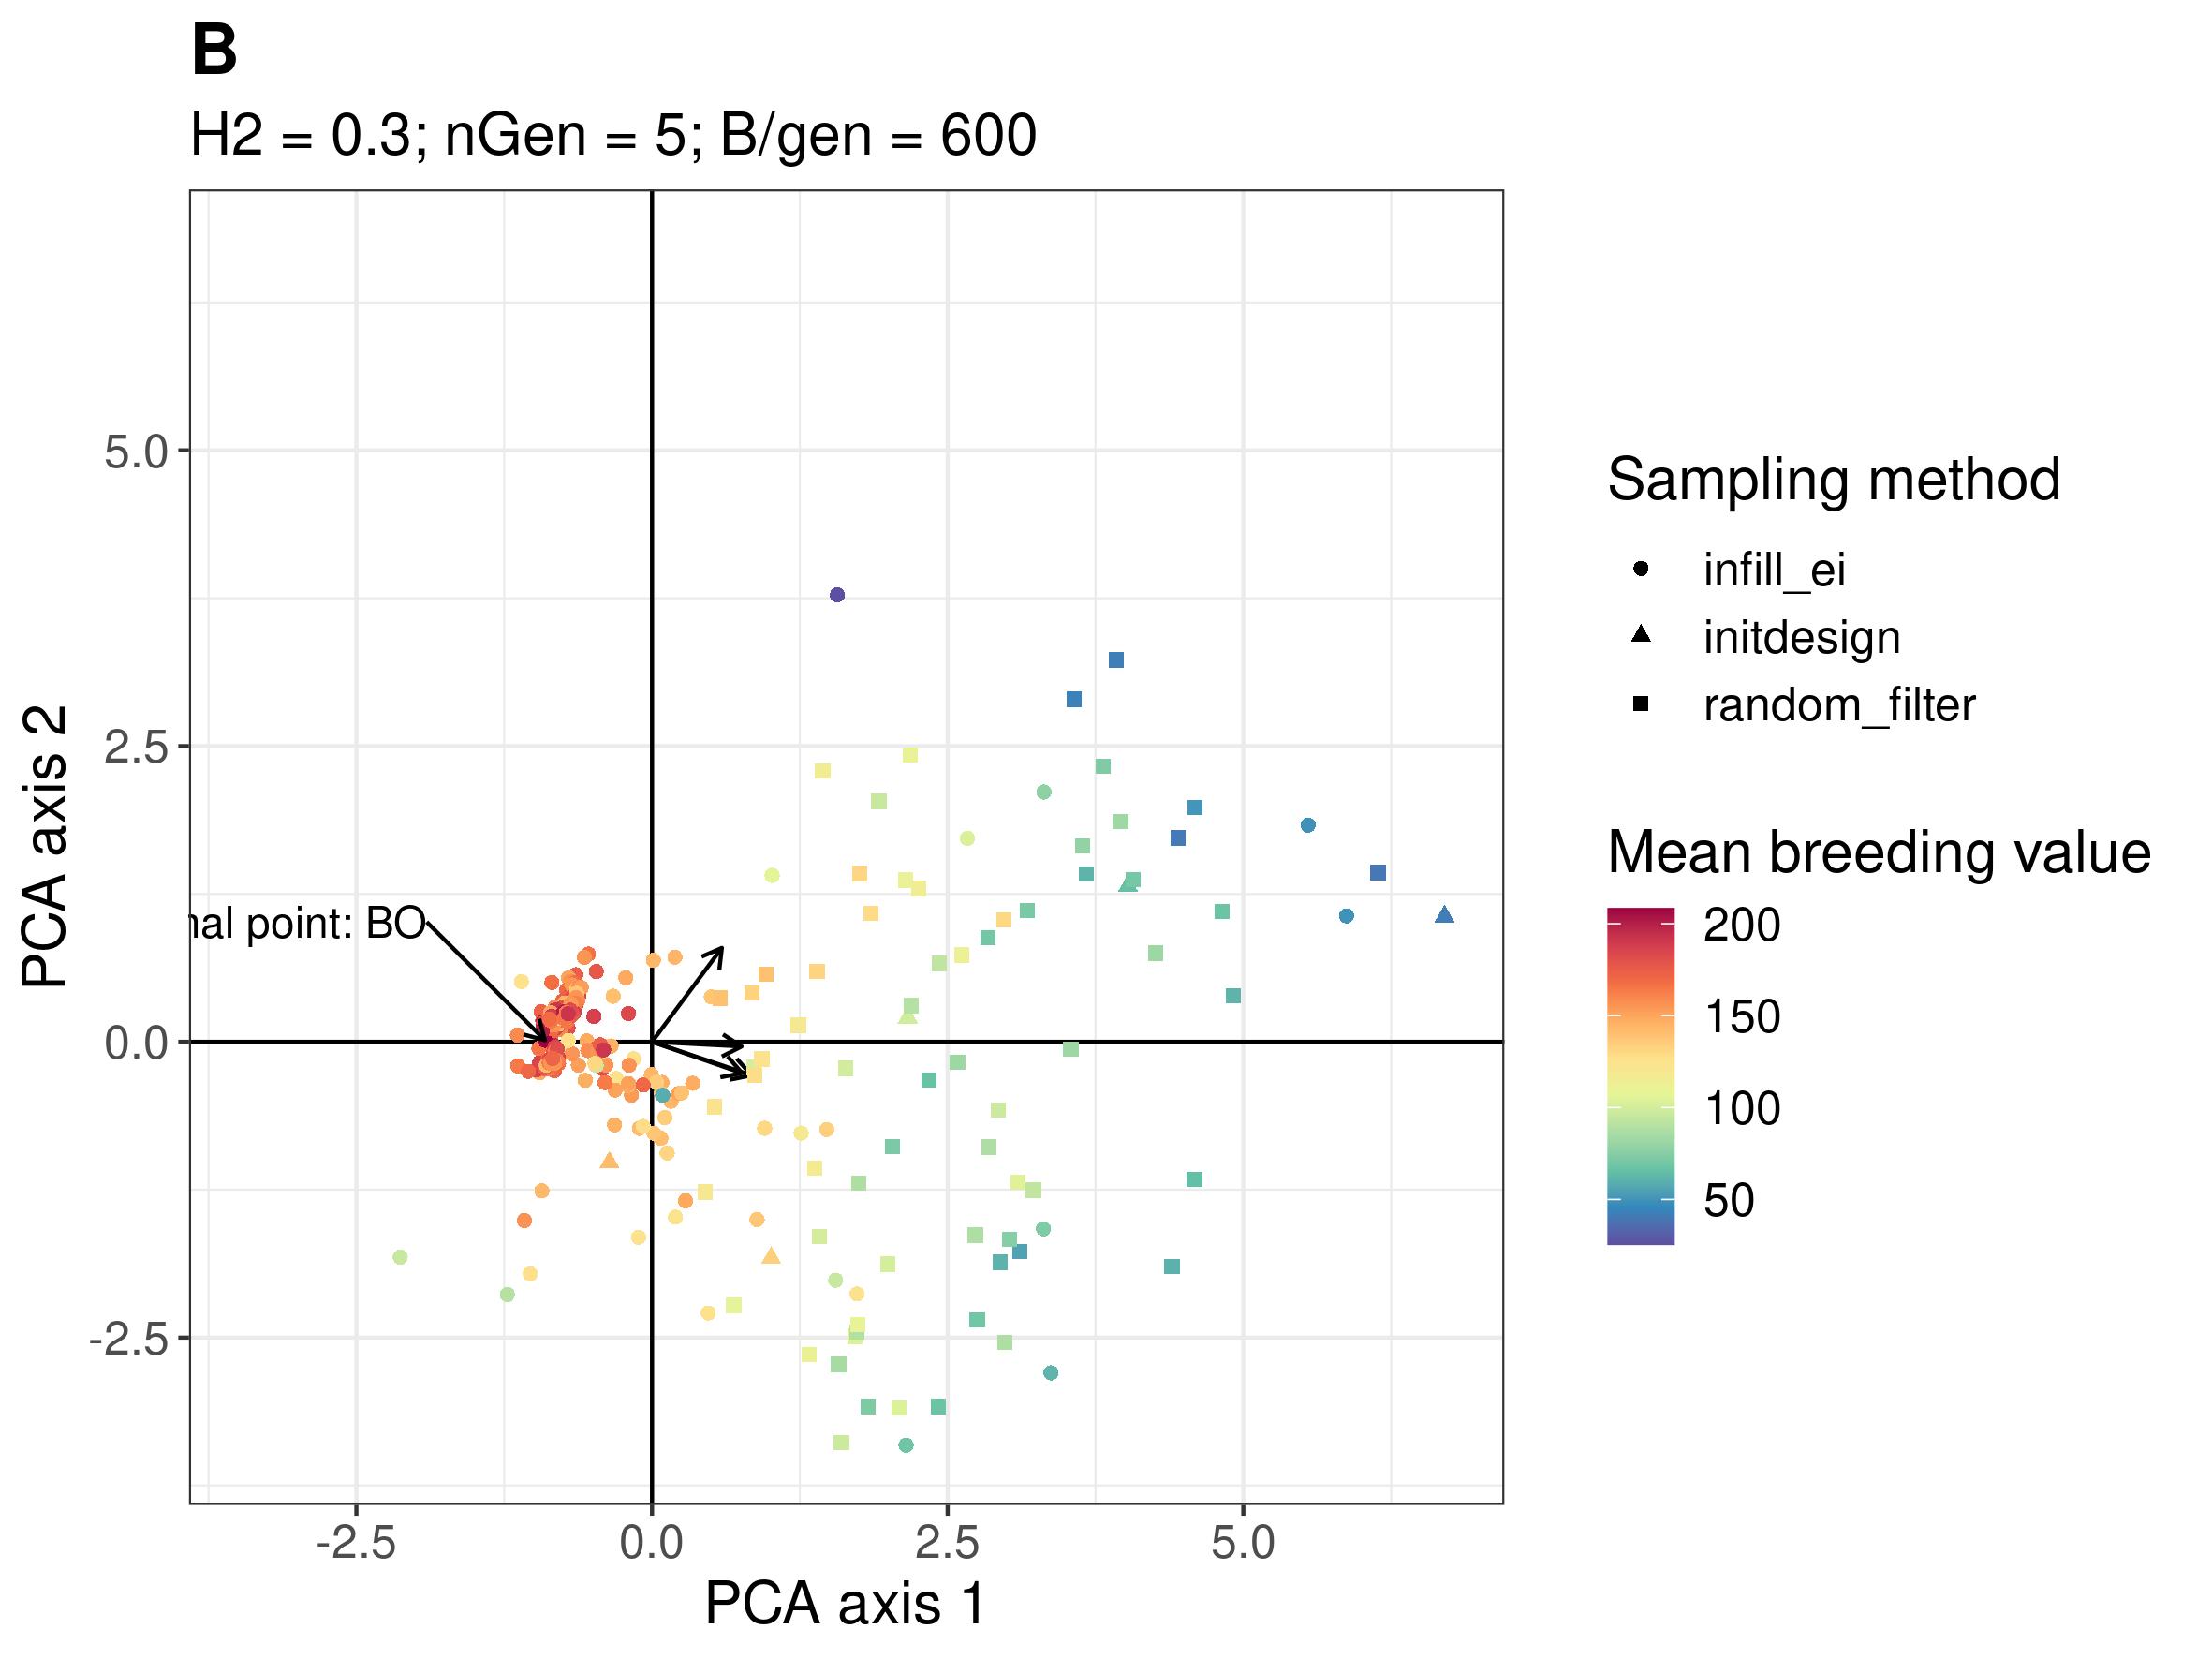 B
H2 = 0.3; nGen = 5; B/gen = 600
5.0
2.5
0.0
-2.5
PCA axis 2
nal point: BO
-2.5
0.0
2.5
5.0
PCA axis 1
Sampling method
infill_ei
initdesign
random_filter
Mean breeding value
200
150
100
50